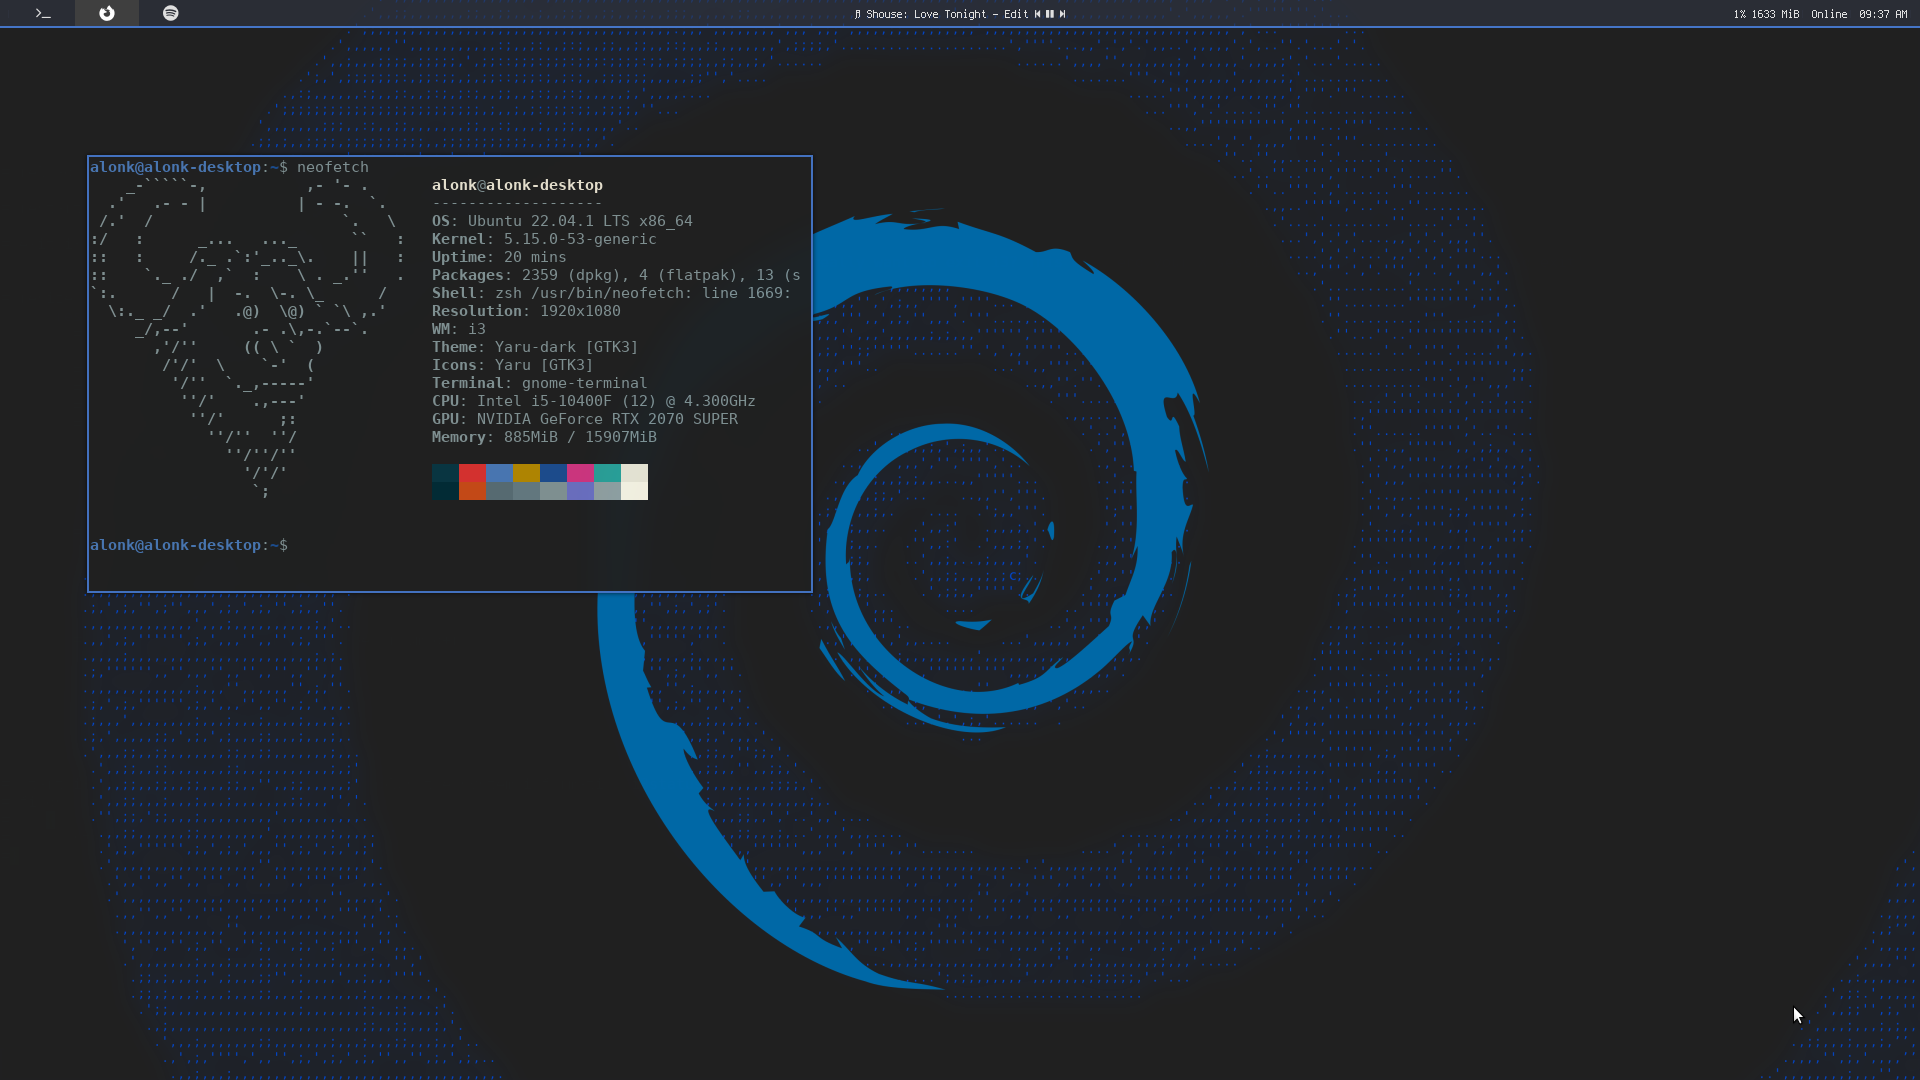 >_
Shouse: Love Tonight - Edit
1% 1633 MiB Online 09:37 AM
alonk@alonk-desktop:~$ neofetch
alonk@alonk-desktop
-------------------
OS: Ubuntu 22.04.1 LTS x86_64
Kernel: 5.15.0-53-generic
Uptime: 20 mins
Packages: 2359 (dpkg), 4 (flatpak), 13 (s
Shell: zsh /usr/bin/neofetch: line 1669:
Resolution: 1920x1080
WM: i3
Theme: Yaru-dark [GTK3]
Icons: Yaru [GTK3]
Terminal: gnome-terminal
CPU: Intel i5-10400F (12) @ 4.300GHz
GPU: NVIDIA GeForce RTX 2070 SUPER
Memory: 885MiB / 15907MiB
alonk@alonk-desktop:~$